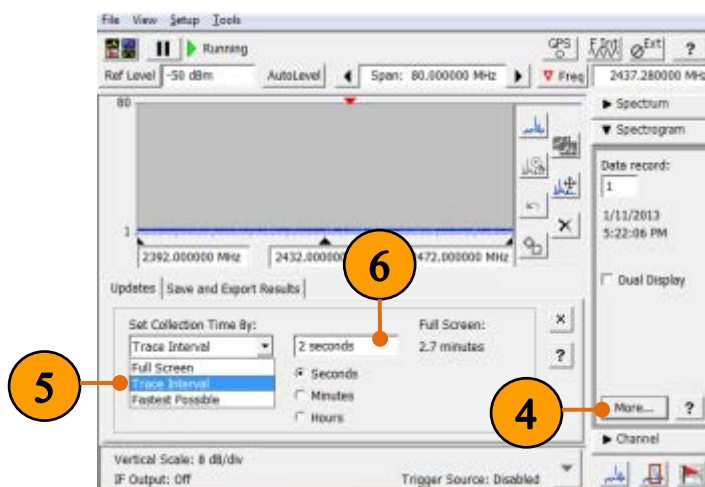 File View Setup Tools
Running
GPS F.Int Ext ?
Ref Level -50 dBm AutoLevel Span: 80.000000 MHz Freq 2437.280000 MHz
80
1
2392.000000 MHz 2432.00000 472.000000 MHz
Spectrum
Spectrogram
Data record:
1
1/11/2013
5:22:06 PM
Dual Display
More... ?
Channel
Updates Save and Export Results
Set Collection Time By:
Trace Interval
Full Screen
Trace Interval
Fastest Possible
2 seconds
Seconds
Minutes
Hours
Full Screen:
2.7 minutes
×
?
Vertical Scale: 8 dB/div
IF Output: Off
Trigger Source: Disabled
4
5
6